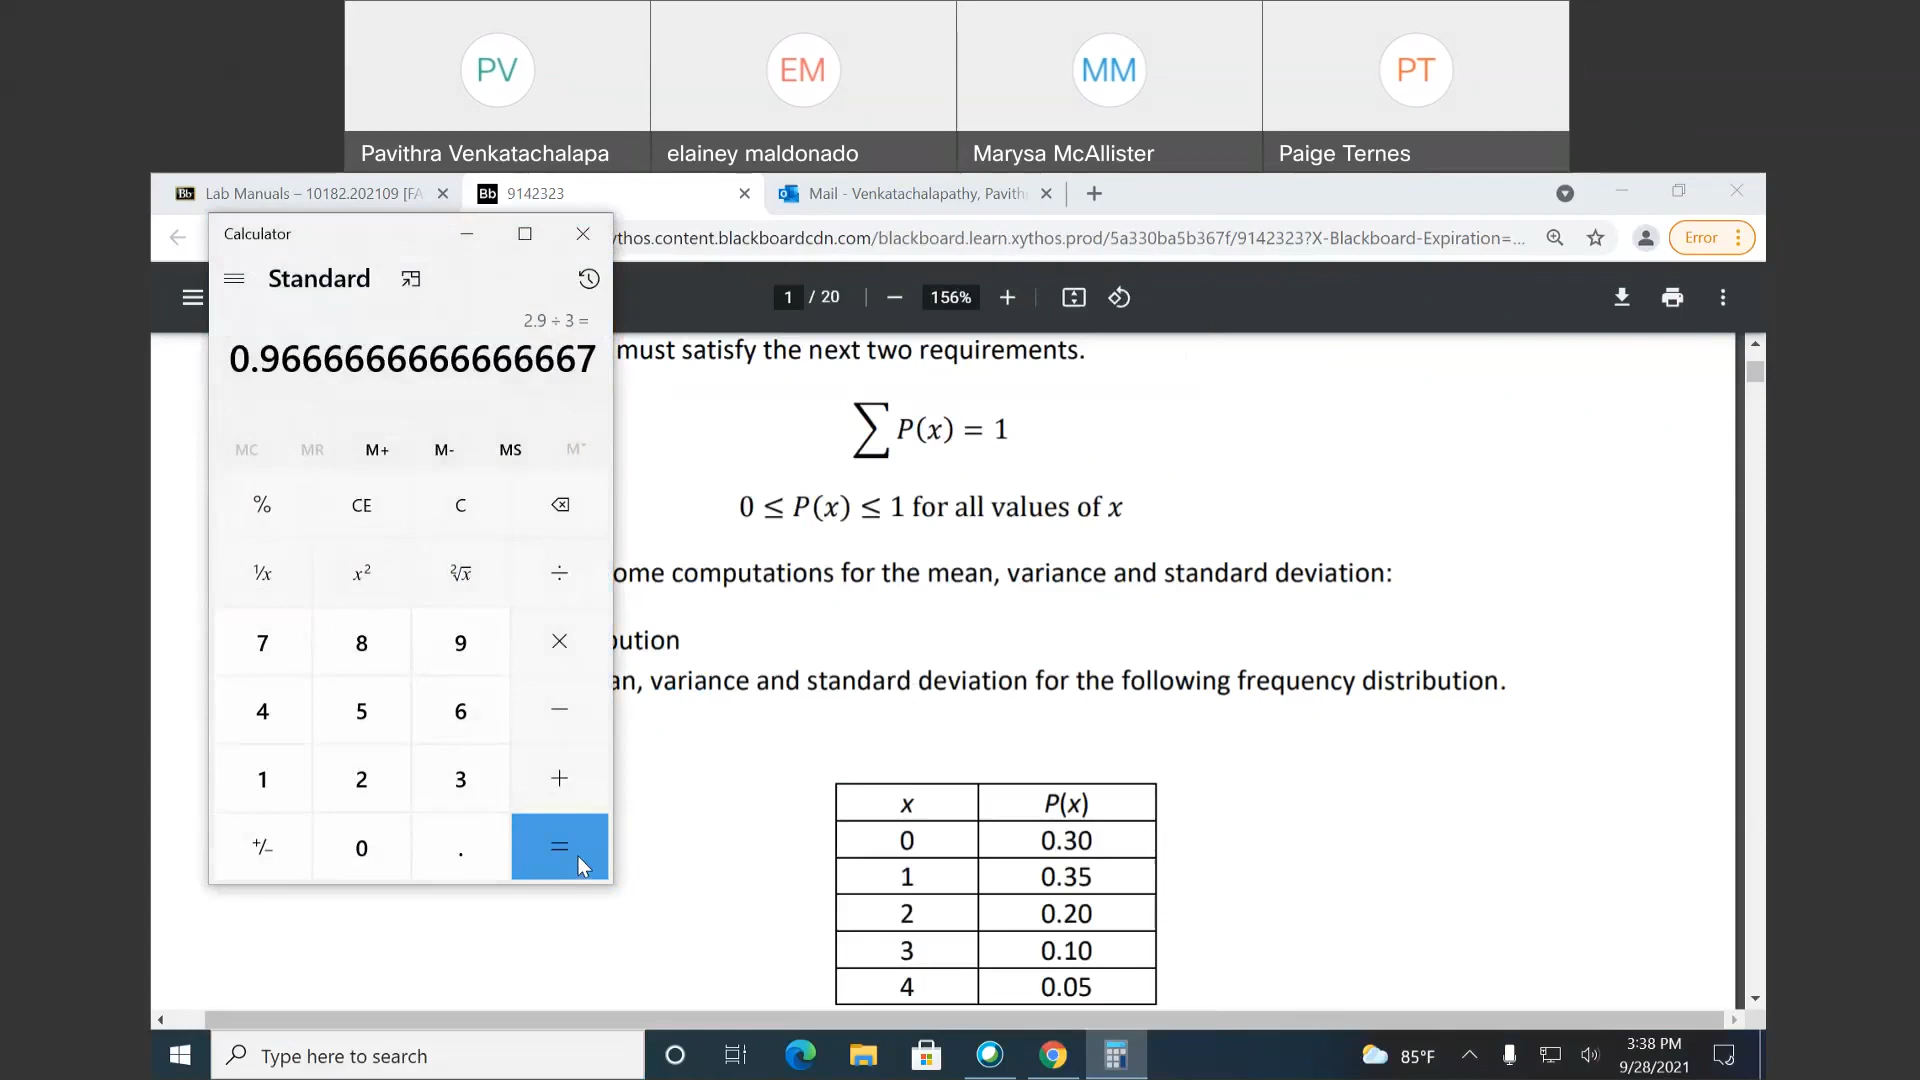 PV
EM
MM
PT
Pavithra Venkatachalapa
elainey maldonado
Marysa McAllister
Paige Ternes
Lab Manuals – 10182.202109 [FA
9142323
Mail - Venkatachalapathy, Pavith
ythos.content.blackboardcdn.com/blackboard.learn.xythos.prod/5a330ba5b367f/9142323?X-Blackboard-Expiration=...
Error
1 / 20
156%
Calculator
Standard
2.9 ÷ 3 =
0.9666666666666667
MC MR M+ M- MS M˅
% CE C
¹/x x² ²√x ÷
7 8 9 ×
4 5 6 −
1 2 3 +
+/− 0 . =
must satisfy the next two requirements.
∑ P(x) = 1
0 ≤ P(x) ≤ 1 for all values of x
ome computations for the mean, variance and standard deviation:
bution
an, variance and standard deviation for the following frequency distribution.
x P(x)
0 0.30
1 0.35
2 0.20
3 0.10
4 0.05
Type here to search
85°F
3:38 PM
9/28/2021